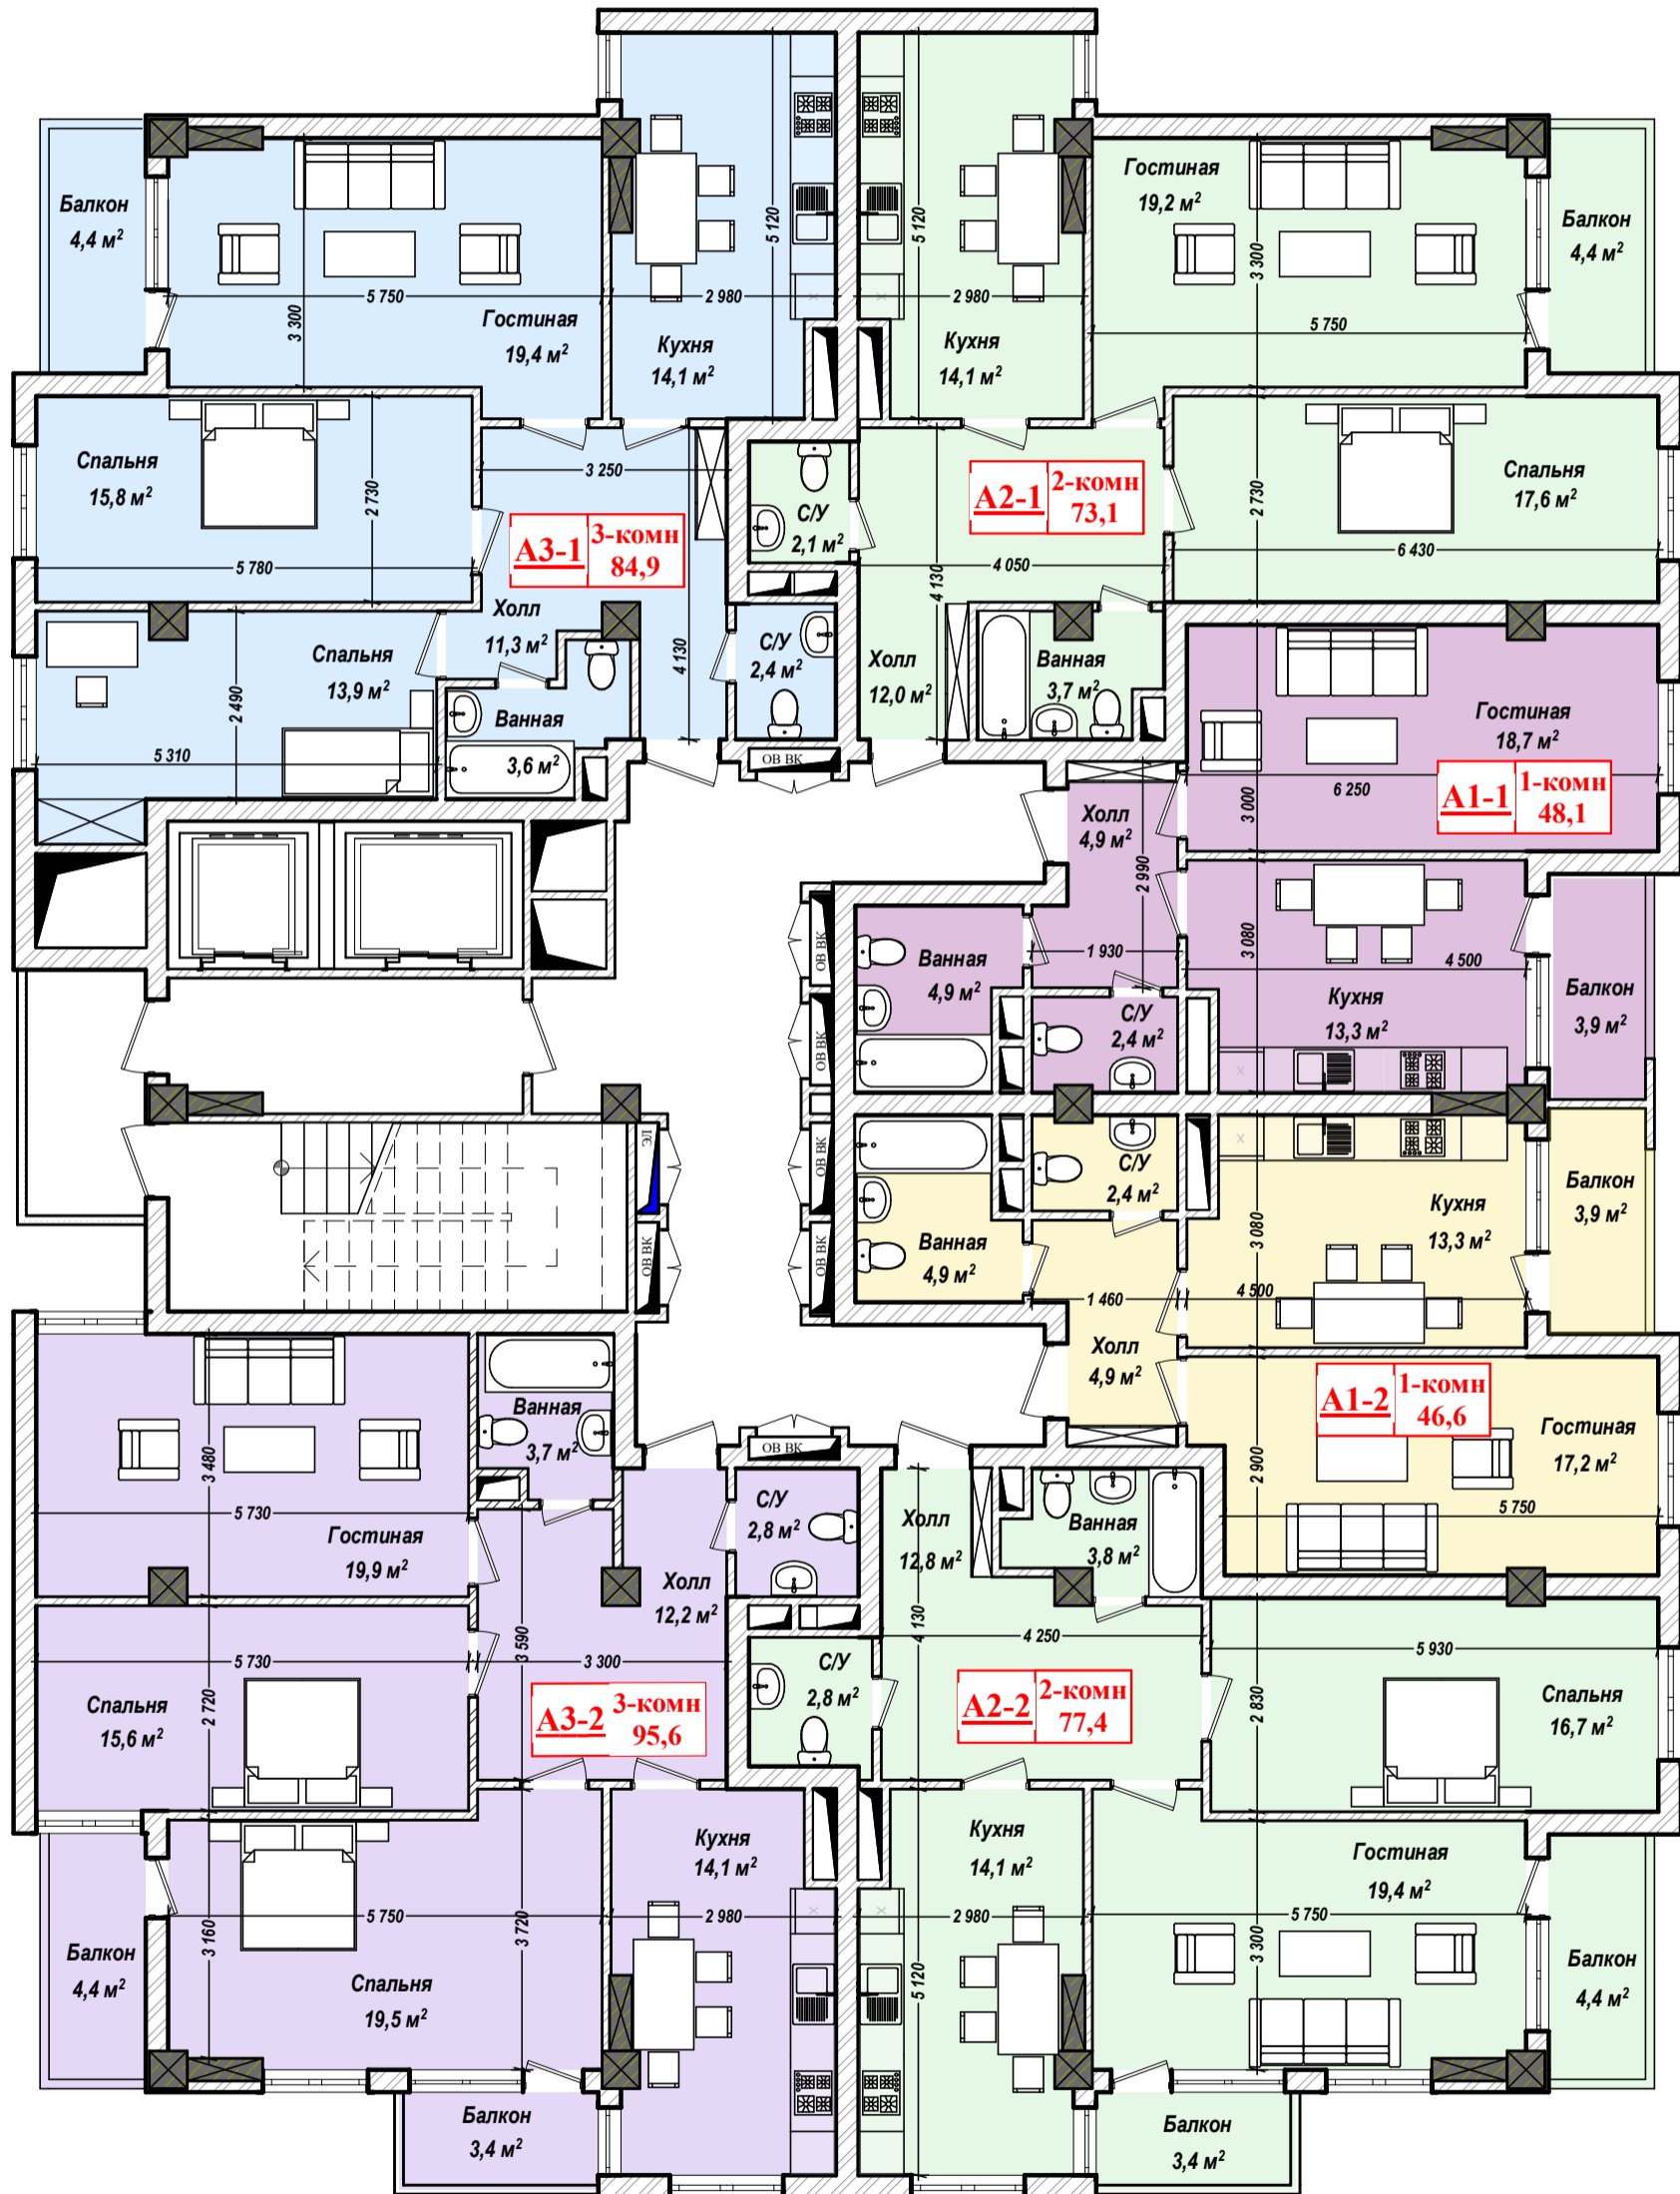 Балкон
4,4 м²
5 750
3 300
Гостиная
19,4 м²
5 120
2 980
Кухня
14,1 м²
Спальня
15,8 м²
2 730
5 780
3 250
А3-1
3-комн
84,9
Холл
11,3 м²
4 130
С/У
2,4 м²
Спальня
13,9 м²
2 490
5 310
Ванная
3,6 м²
ОВ ВК
5 120
2 980
Кухня
14,1 м²
Гостиная
19,2 м²
3 300
5 750
Балкон
4,4 м²
С/У
2,1 м²
А2-1
2-комн
73,1
4 050
4 130
Холл
12,0 м²
Ванная
3,7 м²
Спальня
17,6 м²
2 730
6 430
Гостиная
18,7 м²
6 250
3 000
А1-1
1-комн
48,1
Холл
4,9 м²
2 990
1 930
Ванная
4,9 м²
С/У
2,4 м²
3 080
4 500
Кухня
13,3 м²
Балкон
3,9 м²
ОВ ВК
ОВ ВК
ОВ ВК
ОВ ВК
ЭЛ
ОВ ВК
С/У
2,4 м²
Ванная
4,9 м²
Кухня
13,3 м²
3 080
4 500
1 460
Балкон
3,9 м²
Холл
4,9 м²
А1-2
1-комн
46,6
Гостиная
17,2 м²
2 900
5 750
Ванная
3,7 м²
3 480
5 730
Гостиная
19,9 м²
ОВ ВК
С/У
2,8 м²
Холл
12,2 м²
3 590
3 300
5 730
2 720
Спальня
15,6 м²
А3-2
3-комн
95,6
Кухня
14,1 м²
2 980
5 750
3 160
3 720
Спальня
19,5 м²
Балкон
4,4 м²
Балкон
3,4 м²
Холл
12,8 м²
Ванная
3,8 м²
4 130
4 250
С/У
2,8 м²
А2-2
2-комн
77,4
5 930
2 830
Спальня
16,7 м²
Кухня
14,1 м²
2 980
5 120
Гостиная
19,4 м²
5 750
3 300
Балкон
4,4 м²
Балкон
3,4 м²